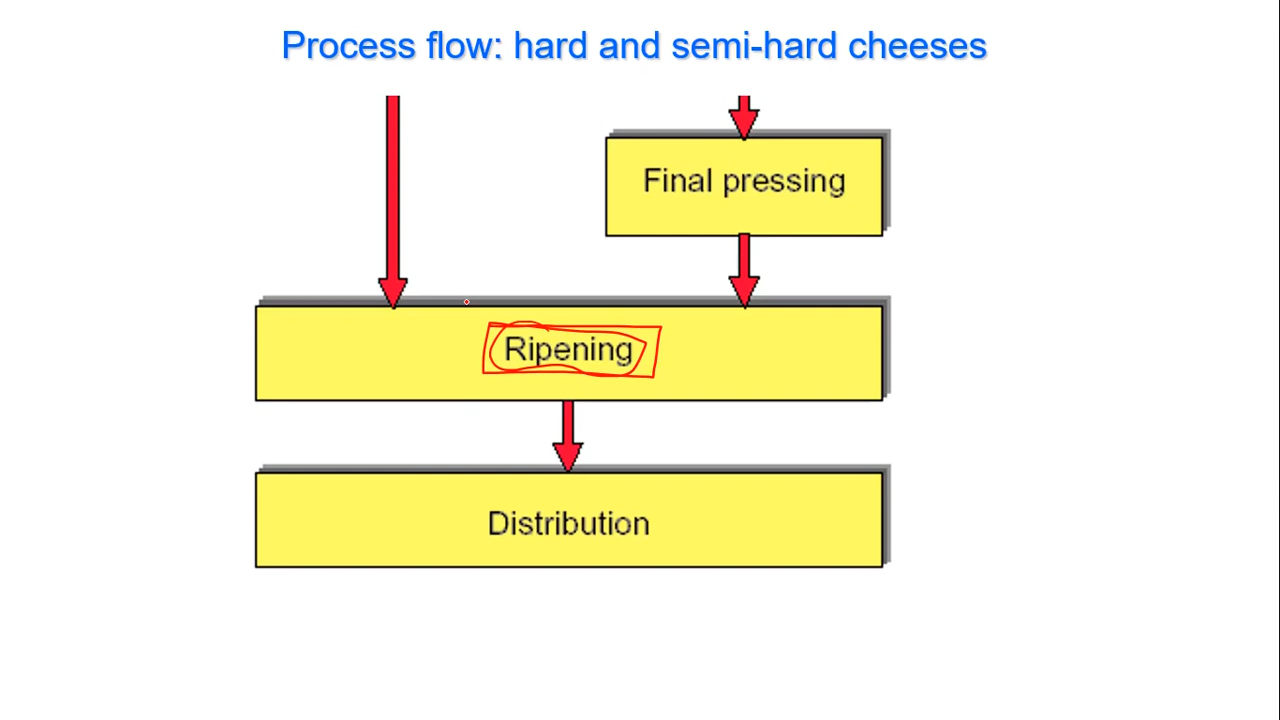 Process flow: hard and semi-hard cheeses
Final pressing
Ripening
Distribution